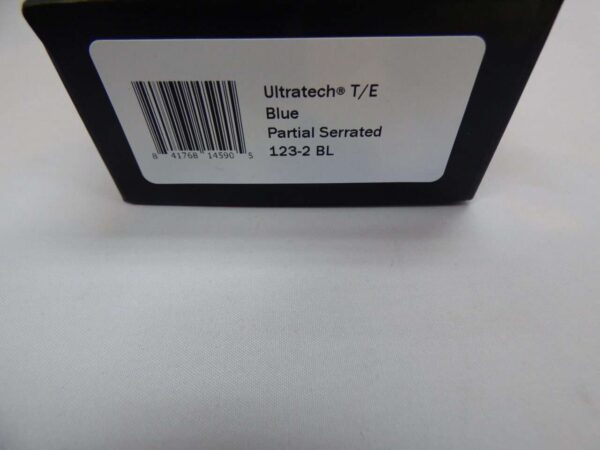 Ultratech® T/E
Blue
Partial Serrated
123-2 BL
8 41768 14590 5